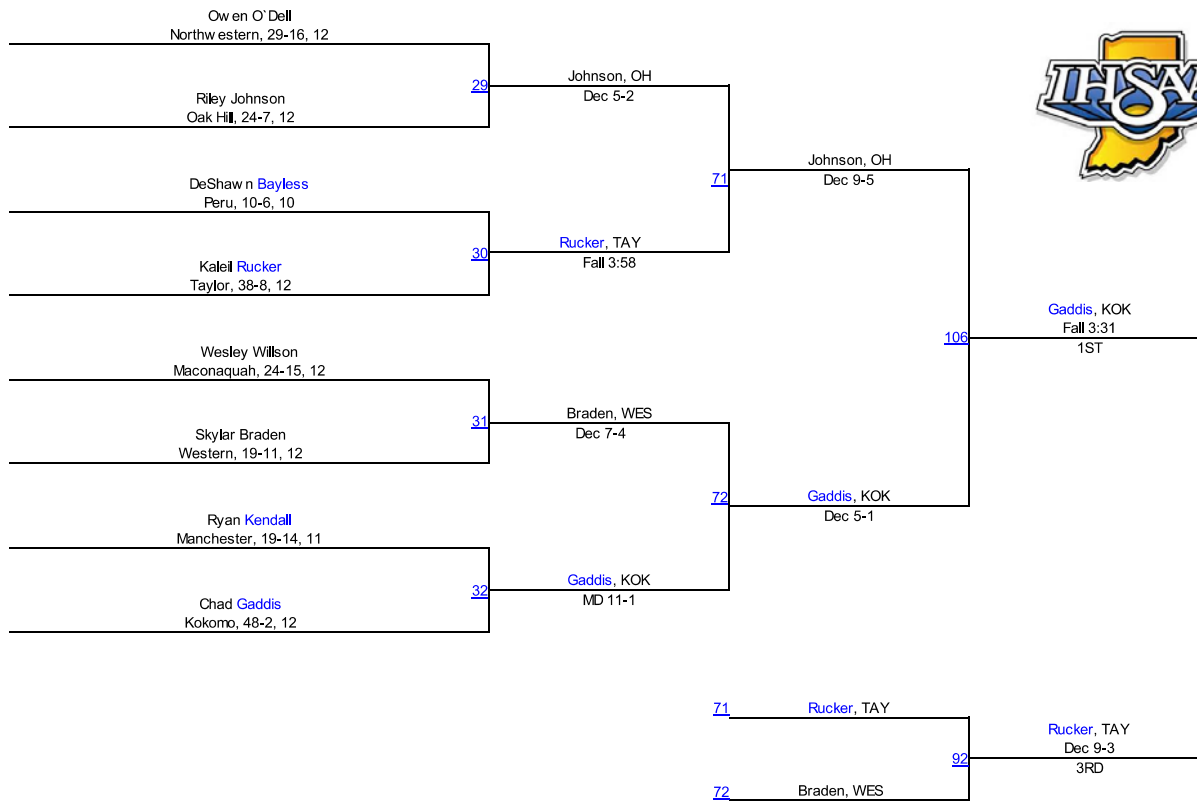 Owen O`Dell
Northwestern, 29-16, 12
29
Riley Johnson
Oak Hill, 24-7, 12
Johnson, OH
Dec 5-2
DeShawn Bayless
Peru, 10-6, 10
30
Kaleil Rucker
Taylor, 38-8, 12
Rucker, TAY
Fall 3:58
71
Johnson, OH
Dec 9-5
Wesley Willson
Maconaquah, 24-15, 12
31
Skylar Braden
Western, 19-11, 12
Braden, WES
Dec 7-4
Ryan Kendall
Manchester, 19-14, 11
32
Chad Gaddis
Kokomo, 48-2, 12
Gaddis, KOK
MD 11-1
72
Gaddis, KOK
Dec 5-1
106
Gaddis, KOK
Fall 3:31
1ST
71
Rucker, TAY
92
72
Braden, WES
Rucker, TAY
Dec 9-3
3RD
IHSAA